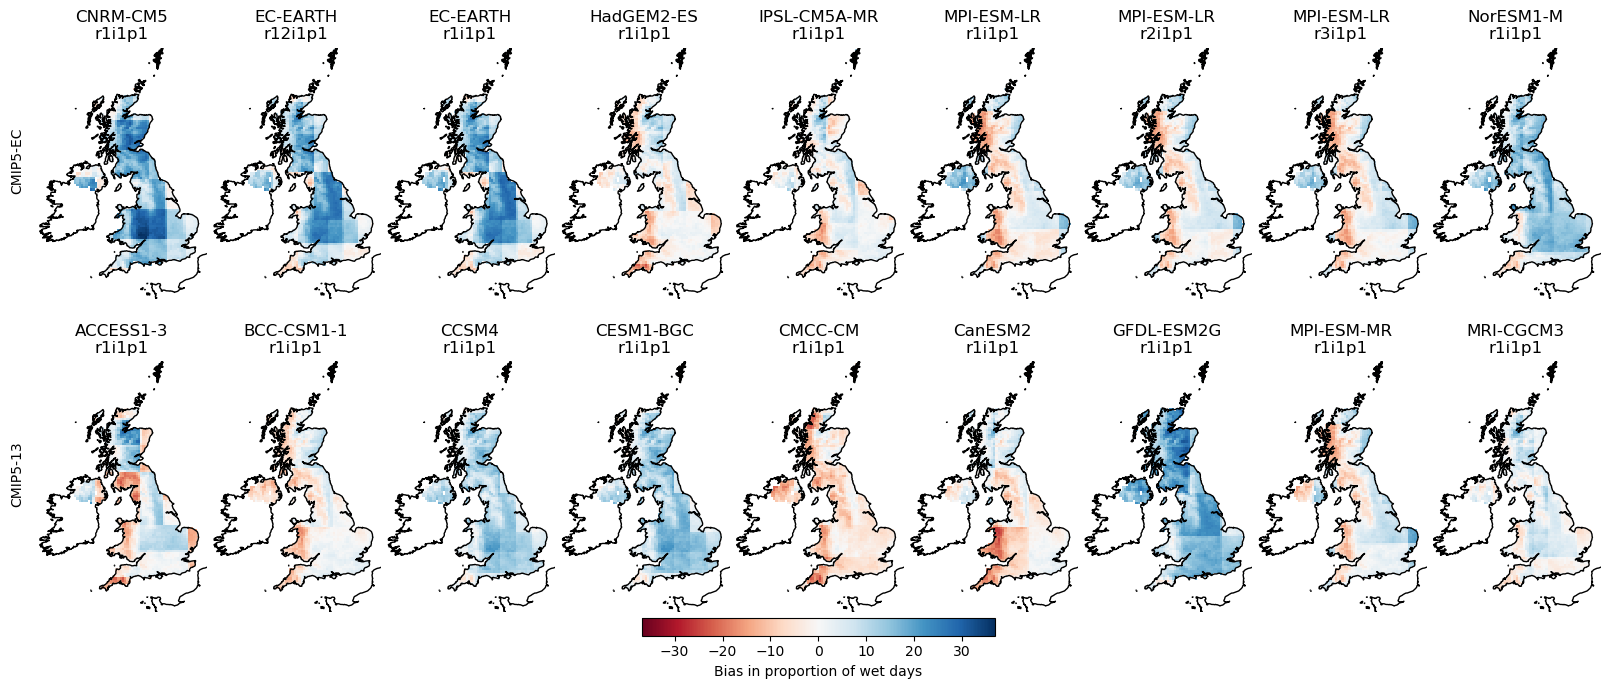 CNRM-CM5 EC-EARTH EC-EARTH HadGEM2-ES IPSL-CM5A-MR MPI-ESM-LR MPI-ESM-LR MPI-ESM-LR NorESM1-M
r1i1p1 r12i1p1 r1i1p1 r1i1p1 r1i1p1 r1i1p1 r2i1p1 r3i1p1 r1i1p1
CMIP5-EC
ACCESS1-3 BCC-CSM1-1 CCSM4 CESM1-BGC CMCC-CM CanESM2 GFDL-ESM2G MPI-ESM-MR MRI-CGCM3
r1i1p1 r1i1p1 r1i1p1 r1i1p1 r1i1p1 r1i1p1 r1i1p1 r1i1p1 r1i1p1
CMIP5-13
−30 −20 −10 0 10 20 30
Bias in proportion of wet days